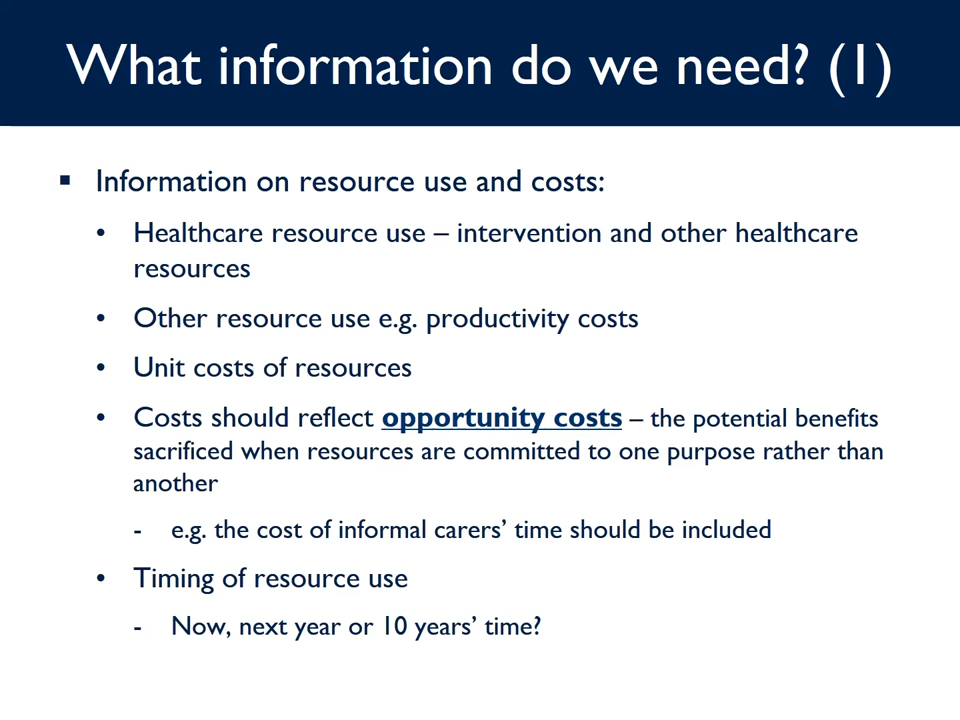 What information do we need? (1)
▪ Information on resource use and costs:
• Healthcare resource use – intervention and other healthcare
resources
• Other resource use e.g. productivity costs
• Unit costs of resources
• Costs should reflect opportunity costs – the potential benefits
sacrificed when resources are committed to one purpose rather than
another
- e.g. the cost of informal carers’ time should be included
• Timing of resource use
- Now, next year or 10 years’ time?